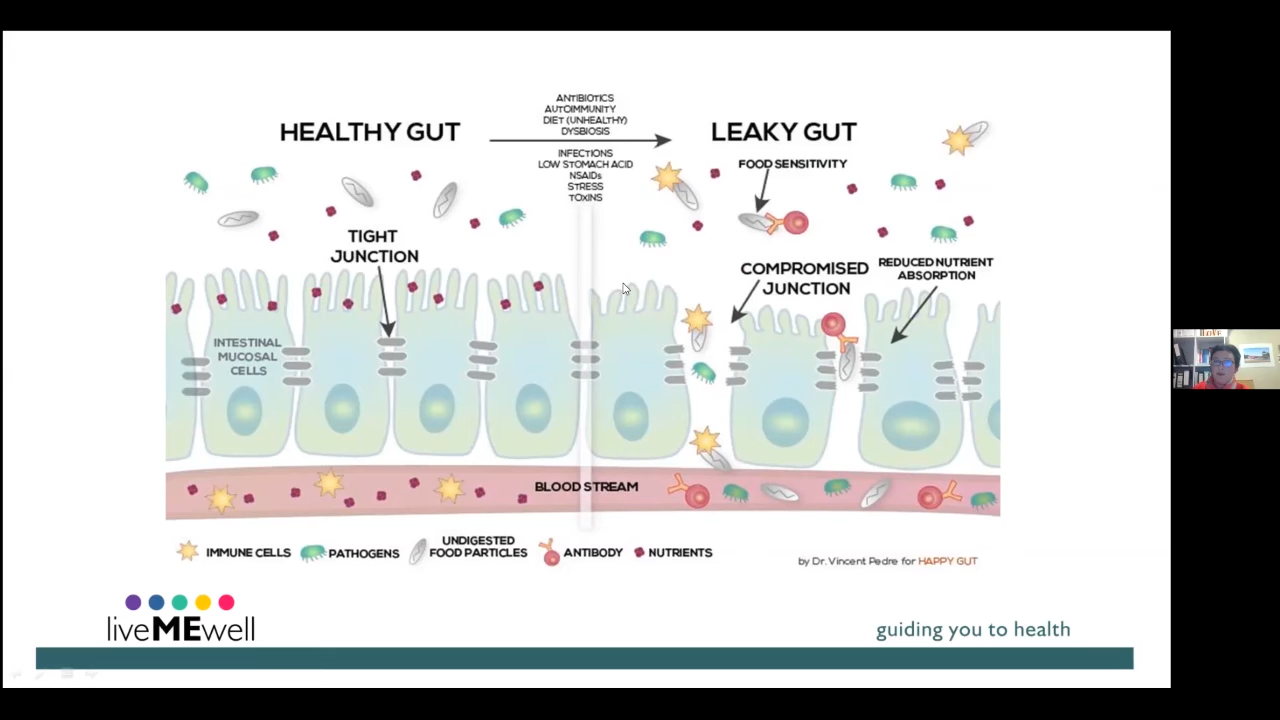 ANTIBIOTICS
AUTOIMMUNITY
DIET (UNHEALTHY)
DYSBIOSIS
HEALTHY GUT
LEAKY GUT
INFECTIONS
LOW STOMACH ACID
NSAIDs
STRESS
TOXINS
FOOD SENSITIVITY
TIGHT
JUNCTION
COMPROMISED
JUNCTION
REDUCED NUTRIENT
ABSORPTION
INTESTINAL
MUCOSAL
CELLS
BLOOD STREAM
IMMUNE CELLS
PATHOGENS
UNDIGESTED
FOOD PARTICLES
ANTIBODY
NUTRIENTS
by Dr. Vincent Pedre for HAPPY GUT
liveMEwell
guiding you to health